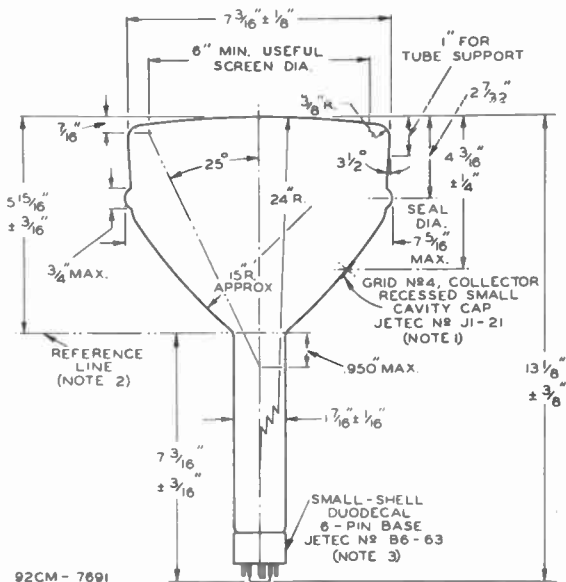 7 3/16" ± 1/8"
6" MIN. USEFUL
SCREEN DIA.
1" FOR
TUBE SUPPORT
2 7/32"
3/8" R.
7/16"
25°
3 1/2°
4 3/16"
± 1/4"
24" R.
5 15/16"
± 3/16"
SEAL
DIA.
7 5/16"
MAX.
3/4" MAX.
15" R.
APPROX
GRID Nº4, COLLECTOR
RECESSED SMALL
CAVITY CAP
JETEC Nº J1-21
(NOTE 1)
REFERENCE
LINE
(NOTE 2)
.950" MAX.
13 1/8"
± 3/8"
1 7/16" ± 1/16"
7 3/16"
± 3/16"
SMALL-SHELL
DUODECAL
6-PIN BASE
JETEC Nº B6-63
(NOTE 3)
92CM-7691